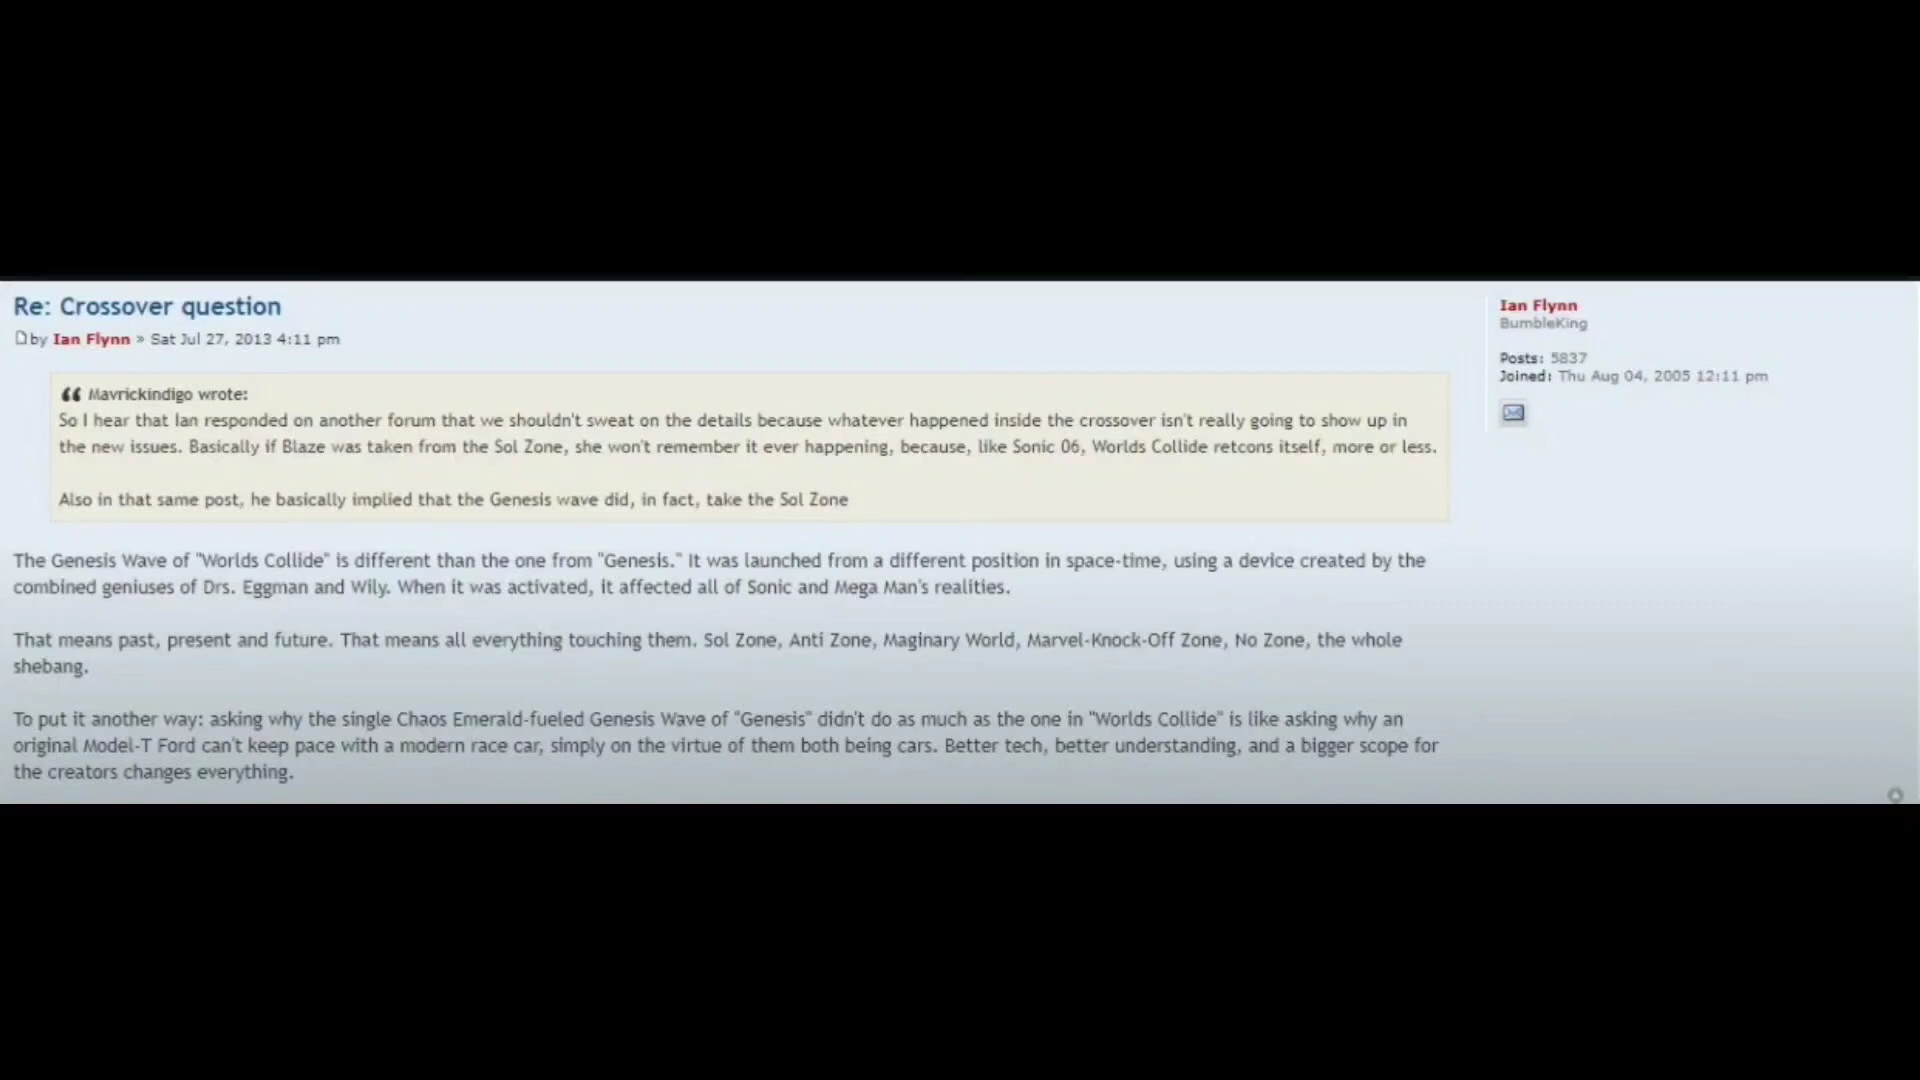 Re: Crossover question
by Ian Flynn » Sat Jul 27, 2013 4:11 pm
Mavrickindigo wrote:
So I hear that Ian responded on another forum that we shouldn't sweat on the details because whatever happened inside the crossover isn't really going to show up in
the new issues. Basically if Blaze was taken from the Sol Zone, she won't remember it ever happening, because, like Sonic 06, Worlds Collide retcons itself, more or less.
Also in that same post, he basically implied that the Genesis wave did, in fact, take the Sol Zone
The Genesis Wave of "Worlds Collide" is different than the one from "Genesis." It was launched from a different position in space-time, using a device created by the
combined geniuses of Drs. Eggman and Wily. When it was activated, it affected all of Sonic and Mega Man's realities.
That means past, present and future. That means all everything touching them. Sol Zone, Anti Zone, Maginary World, Marvel-Knock-Off Zone, No Zone, the whole
shebang.
To put it another way: asking why the single Chaos Emerald-fueled Genesis Wave of "Genesis" didn't do as much as the one in "Worlds Collide" is like asking why an
original Model-T Ford can't keep pace with a modern race car, simply on the virtue of them both being cars. Better tech, better understanding, and a bigger scope for
the creators changes everything.
Ian Flynn
BumbleKing
Posts: 5837
Joined: Thu Aug 04, 2005 12:11 pm